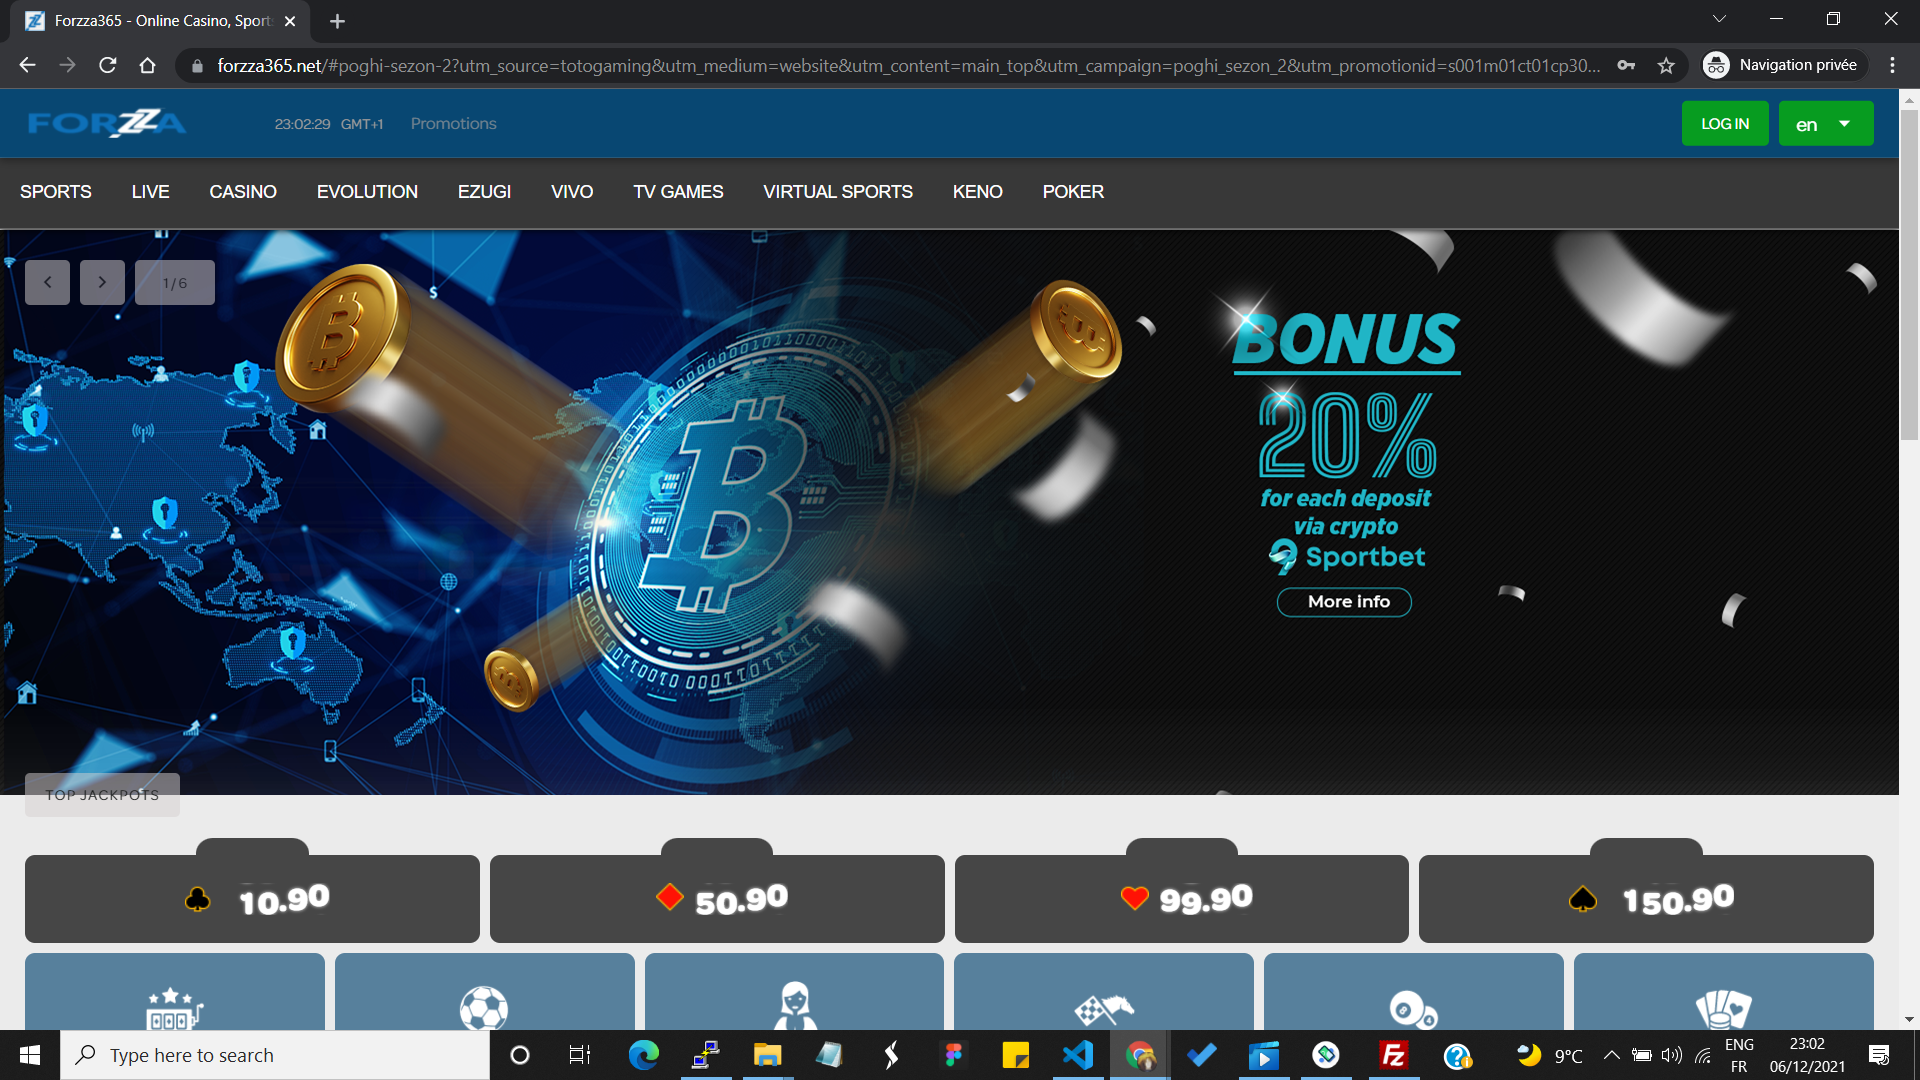 Forzza365 - Online Casino, Sport
forzza365.net/#poghi-sezon-2?utm_source=totogaming&utm_medium=website&utm_content=main_top&utm_campaign=poghi_sezon_2&utm_promotionid=s001m01ct01cp30...
Navigation privée
FORZZA
23:02:29 GMT+1
Promotions
LOG IN
en
SPORTS
LIVE
CASINO
EVOLUTION
EZUGI
VIVO
TV GAMES
VIRTUAL SPORTS
KENO
POKER
1/6
BONUS
20%
for each deposit
via crypto
Sportbet
More info
TOP JACKPOTS
10.90
50.90
99.90
150.90
Type here to search
9°C
ENG
FR
23:02
06/12/2021